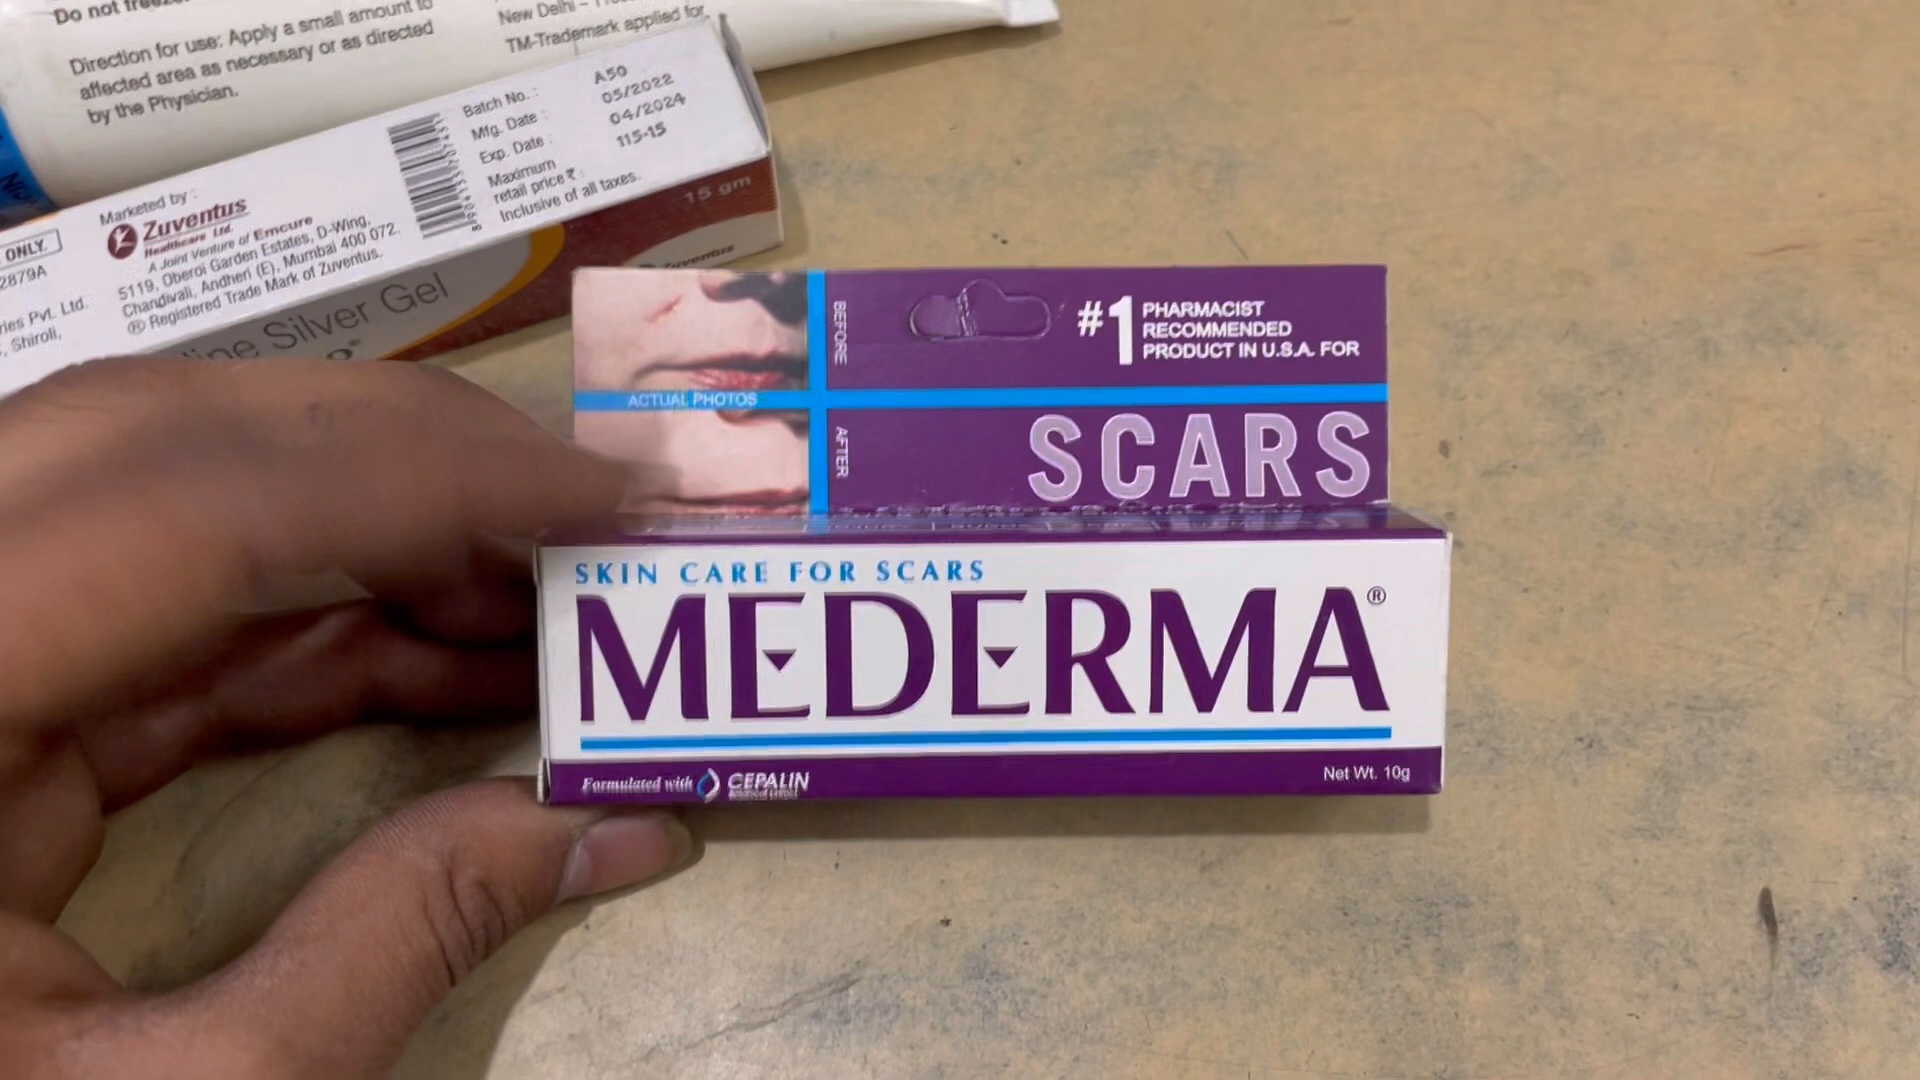 Do not freeze.
Direction for use: Apply a small amount to
affected area as necessary or as directed
by the Physician.
New Delhi –
TM-Trademark applied for
ONLY.
2879A
ries Pvt. Ltd.
, Shiroli,
Marketed by :
Zuventus
Healthcare Ltd.
A Joint Venture of Emcure
5119, Oberoi Garden Estates, D-Wing,
Chandivali, Andheri (E), Mumbai 400 072.
® Registered Trade Mark of Zuventus.
Batch No. : A50
Mfg. Date : 05/2022
Exp. Date : 04/2024
Maximum
retail price ₹ : 115-15
Inclusive of all taxes.
15 gm
Zuventus
line Silver Gel
BEFORE
ACTUAL PHOTOS
AFTER
#1 PHARMACIST
RECOMMENDED
PRODUCT IN U.S.A. FOR
SCARS
SKIN CARE FOR SCARS
MEDERMA®
Formulated with CEPALIN
Net Wt. 10g